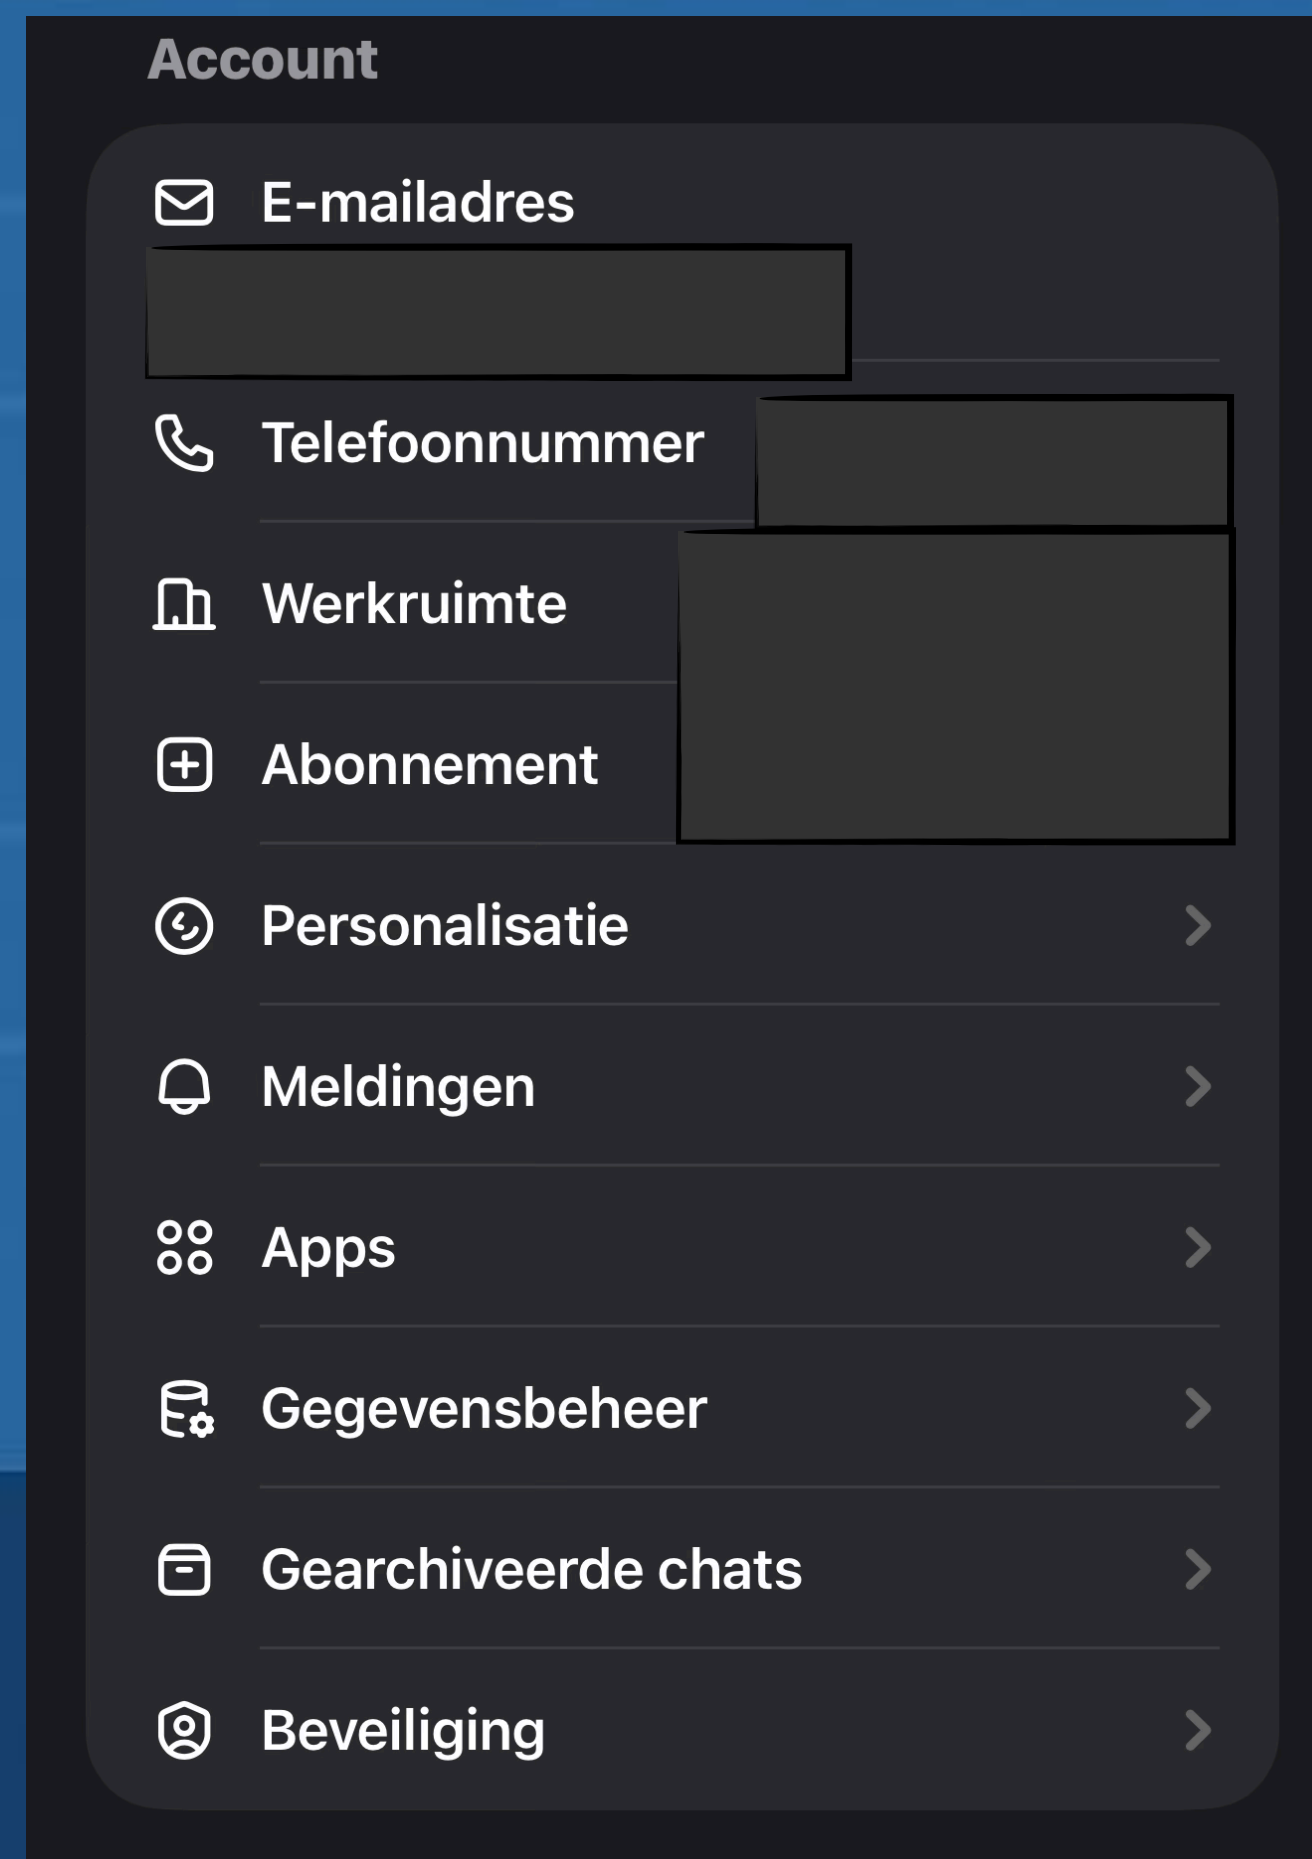 Account
E-mailadres
Telefoonnummer
Werkruimte
Abonnement
Personalisatie
Meldingen
Apps
Gegevensbeheer
Gearchiveerde chats
Beveiliging